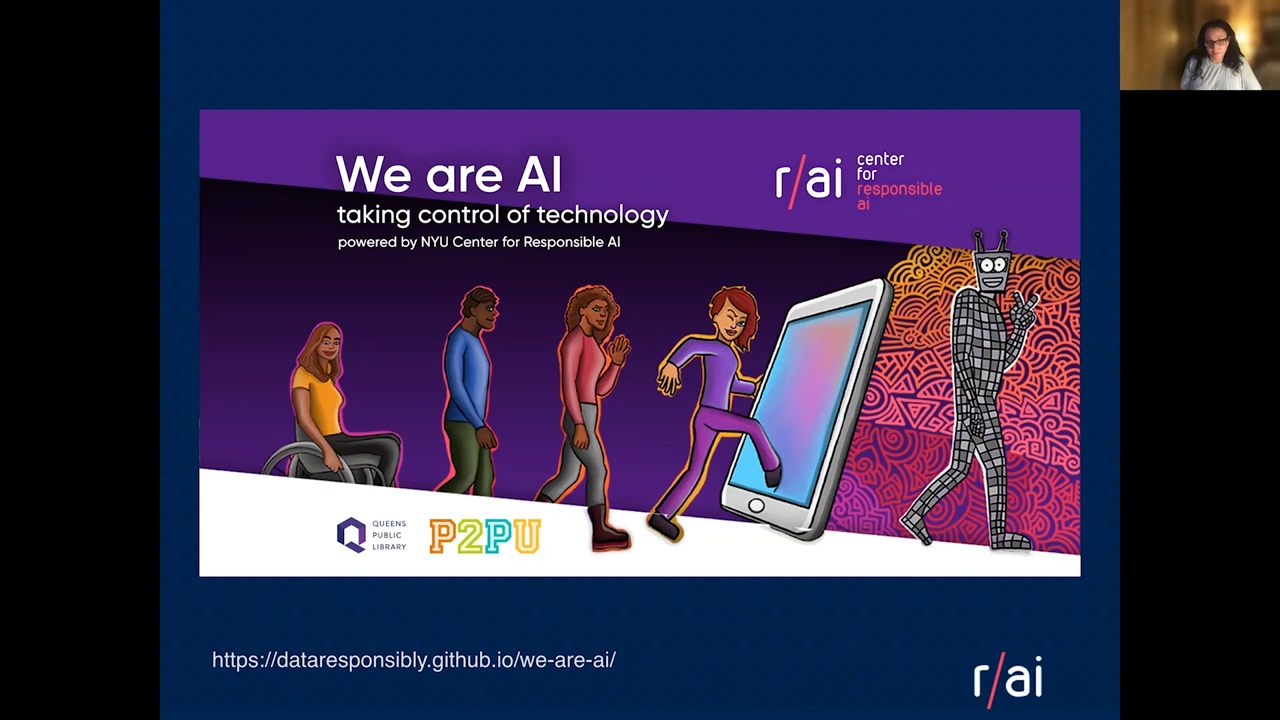 We are AI
taking control of technology
powered by NYU Center for Responsible AI
r/ai
center
for
responsible
ai
QUEENS
PUBLIC
LIBRARY
P2PU
https://dataresponsibly.github.io/we-are-ai/
r/ai